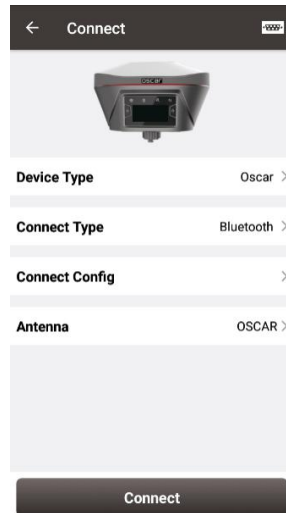 Connect
OSCAR
Device Type Oscar
Connect Type Bluetooth
Connect Config
Antenna OSCAR
Connect